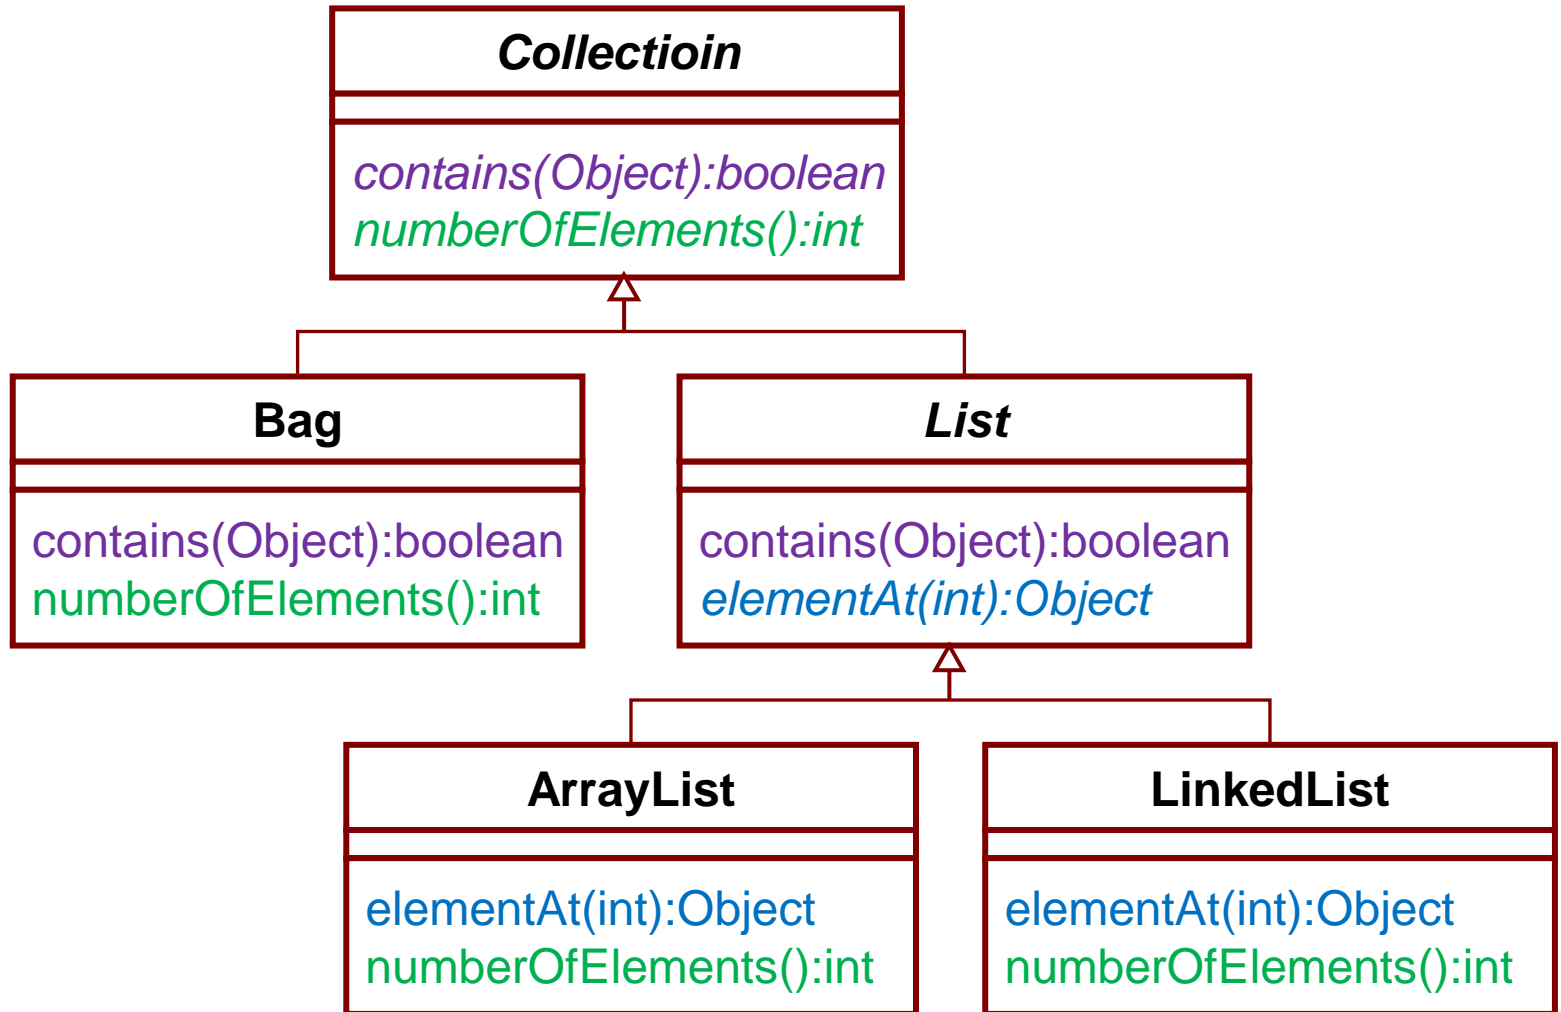 Collectioin
contains(Object):boolean
numberOfElements():int
Bag
contains(Object):boolean
numberOfElements():int
List
contains(Object):boolean
elementAt(int):Object
ArrayList
elementAt(int):Object
numberOfElements():int
LinkedList
elementAt(int):Object
numberOfElements():int